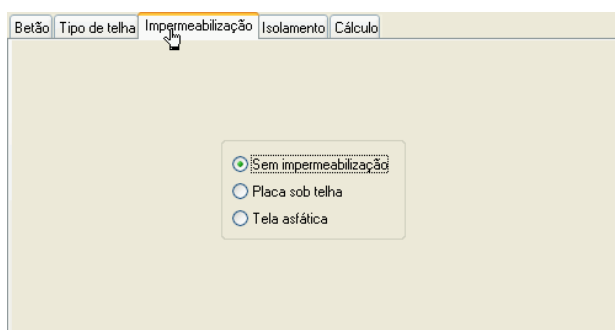 Betão Tipo de telha Impermeabilização Isolamento Cálculo
Sem impermeabilização
Placa sob telha
Tela asfática